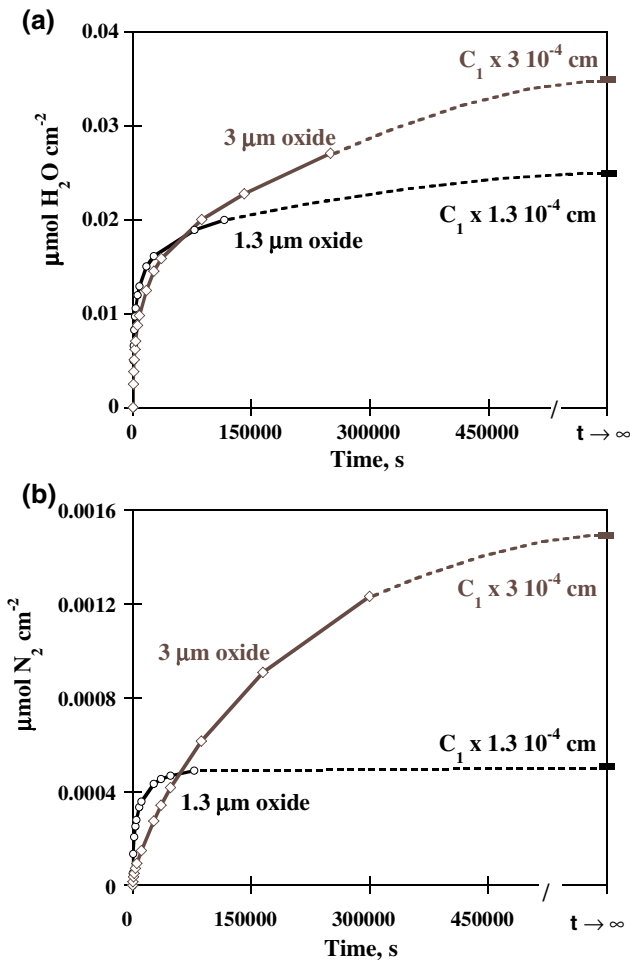 (a)
0.04
0.03
0.02
0.01
0
μmol H₂O cm⁻²
C₁ x 3 10⁻⁴ cm
3 μm oxide
1.3 μm oxide
C₁ x 1.3 10⁻⁴ cm
0 150000 300000 450000 / t → ∞
Time, s
(b)
0.0016
0.0012
0.0008
0.0004
0
μmol N₂ cm⁻²
C₁ x 3 10⁻⁴ cm
3 μm oxide
C₁ x 1.3 10⁻⁴ cm
1.3 μm oxide
0 150000 300000 450000 / t → ∞
Time, s